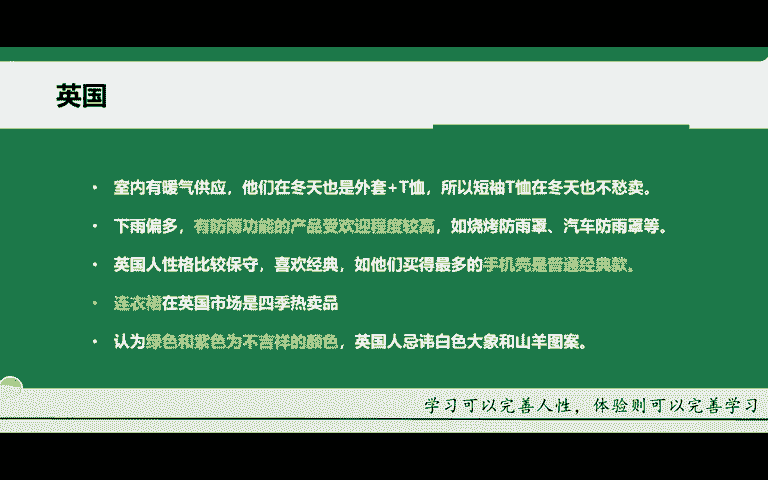 英国
• 室内有暖气供应，他们在冬天也是外套+T恤，所以短袖T恤在冬天也不愁卖。
• 下雨偏多，有防雨功能的产品受欢迎程度较高，如烧烤防雨罩、汽车防雨罩等。
• 英国人性格比较保守，喜欢经典，如他们买得最多的手机壳是普通经典款。
• 连衣裙在英国市场是四季热卖品
• 认为绿色和紫色为不吉祥的颜色，英国人忌讳白色大象和山羊图案。
学习可以完善人性，体验则可以完善学习